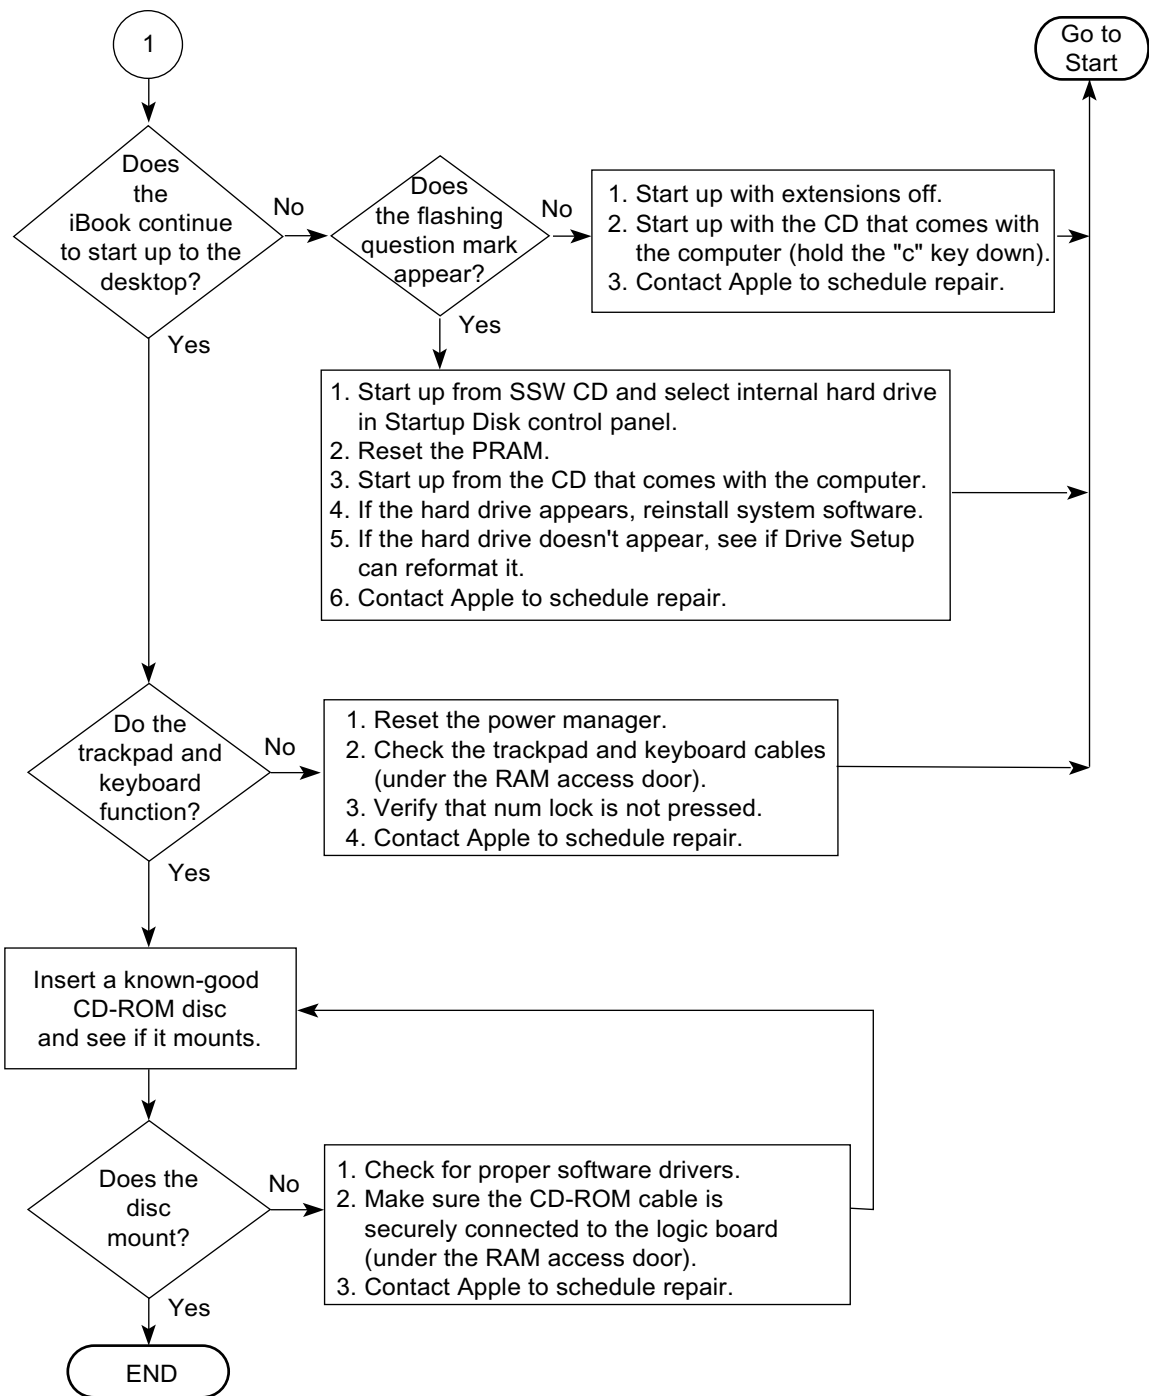 1
Go to
Start
Does
the
iBook continue
to start up to the
desktop?
No
Yes
Does
the flashing
question mark
appear?
No
Yes
1. Start up with extensions off.
2. Start up with the CD that comes with
the computer (hold the "c" key down).
3. Contact Apple to schedule repair.
1. Start up from SSW CD and select internal hard drive
in Startup Disk control panel.
2. Reset the PRAM.
3. Start up from the CD that comes with the computer.
4. If the hard drive appears, reinstall system software.
5. If the hard drive doesn't appear, see if Drive Setup
can reformat it.
6. Contact Apple to schedule repair.
Do the
trackpad and
keyboard
function?
No
Yes
1. Reset the power manager.
2. Check the trackpad and keyboard cables
(under the RAM access door).
3. Verify that num lock is not pressed.
4. Contact Apple to schedule repair.
Insert a known-good
CD-ROM disc
and see if it mounts.
Does the
disc
mount?
No
Yes
1. Check for proper software drivers.
2. Make sure the CD-ROM cable is
securely connected to the logic board
(under the RAM access door).
3. Contact Apple to schedule repair.
END